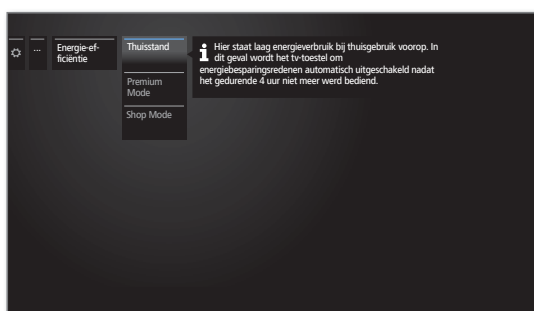 ...
Energie-ef-
ficiëntie
Thuisstand
Premium
Mode
Shop Mode
i Hier staat laag energieverbruik bij thuisgebruik voorop. In
dit geval wordt het tv-toestel om
energiebesparingsredenen automatisch uitgeschakeld nadat
het gedurende 4 uur niet meer werd bediend.